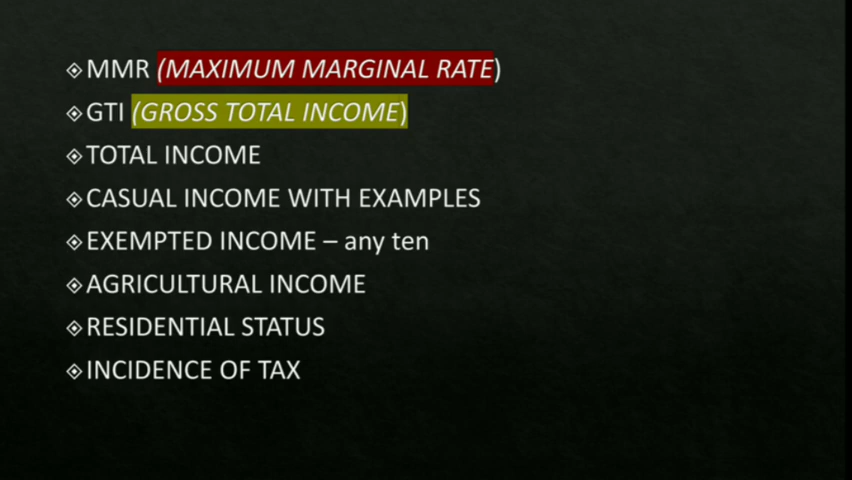 MMR (MAXIMUM MARGINAL RATE)
GTI (GROSS TOTAL INCOME)
TOTAL INCOME
CASUAL INCOME WITH EXAMPLES
EXEMPTED INCOME – any ten
AGRICULTURAL INCOME
RESIDENTIAL STATUS
INCIDENCE OF TAX